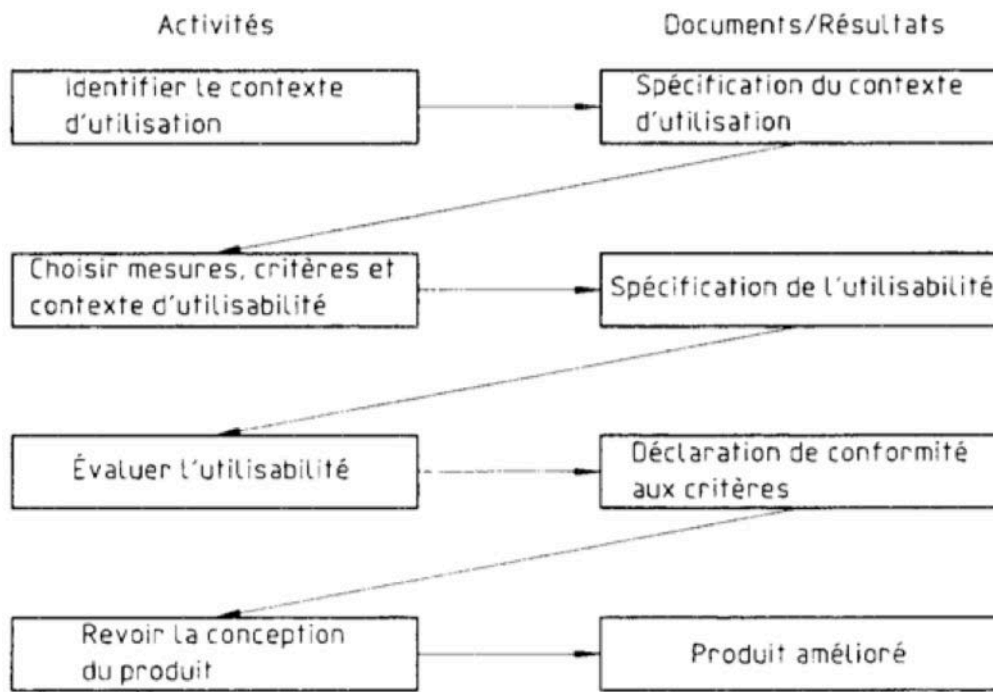 Activités
Documents/Résultats
Identifier le contexte
d'utilisation
Spécification du contexte
d'utilisation
Choisir mesures, critères et
contexte d'utilisabilité
Spécification de l'utilisabilité
Évaluer l'utilisabilité
Déclaration de conformité
aux critères
Revoir la conception
du produit
Produit amélioré